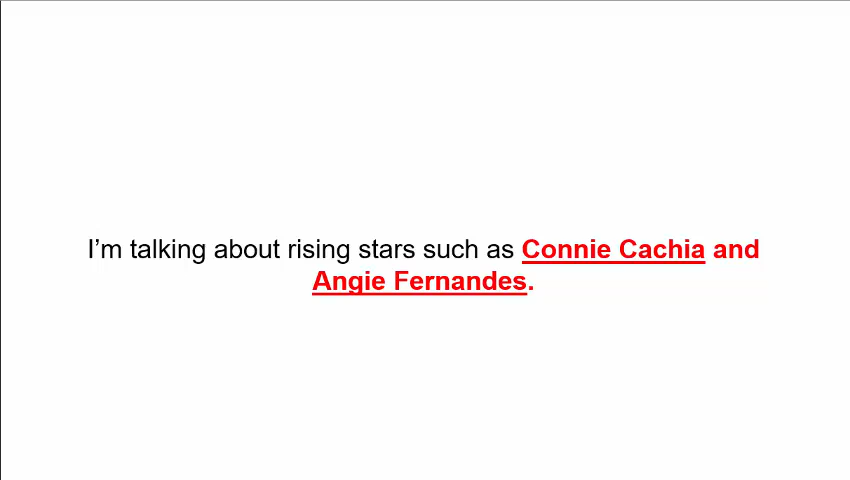 I’m talking about rising stars such as Connie Cachia and
Angie Fernandes.